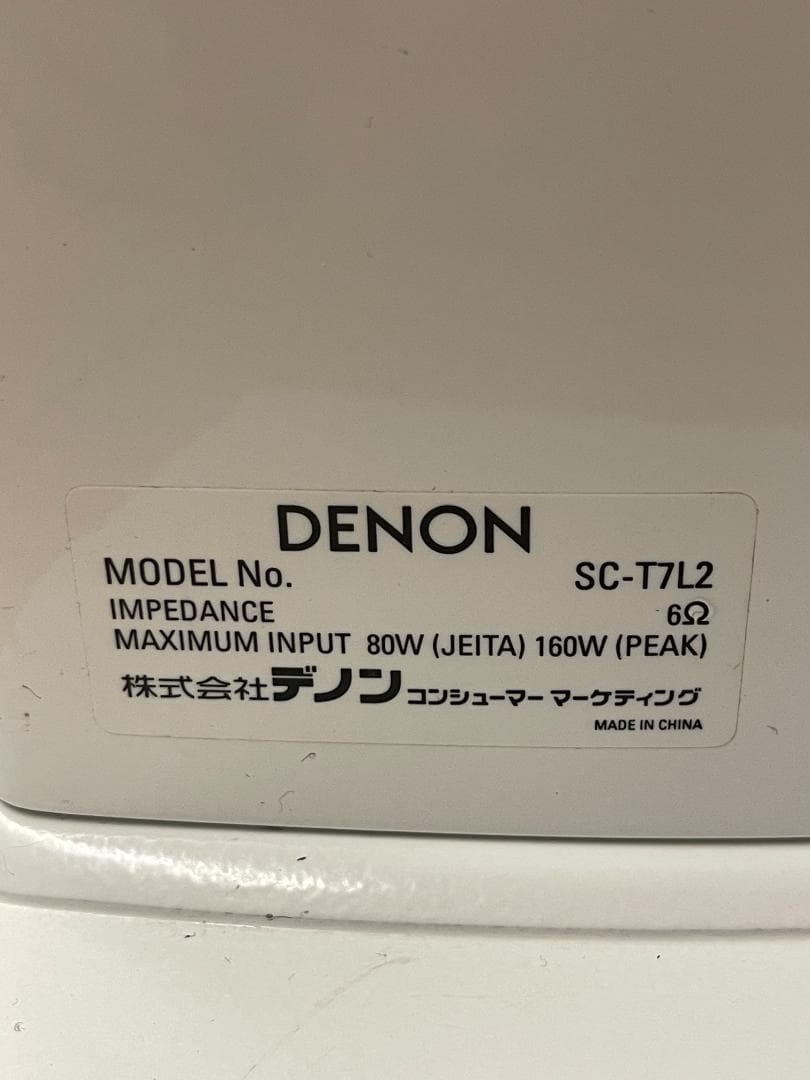 DENON
MODEL No. SC-T7L2
IMPEDANCE 6Ω
MAXIMUM INPUT 80W (JEITA) 160W (PEAK)
株式会社デノン コンシューマー マーケティング
MADE IN CHINA